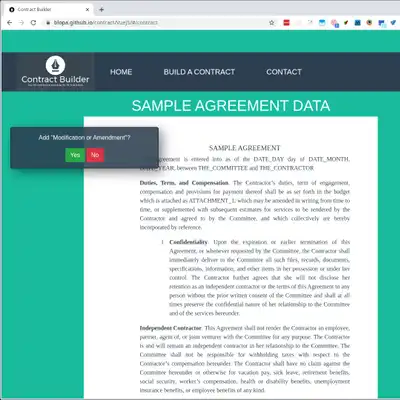 Contract Builder
blopa.github.io/contract/VueJS/#/contract
Contract Builder
HOME
BUILD A CONTRACT
CONTACT
SAMPLE AGREEMENT DATA
Add "Modification or Amendment"?
Yes
No
SAMPLE AGREEMENT
agreement is entered into as of the DATE_DAY day of DATE_MONTH,
YEAR, between THE_COMMITTEE and THE_CONTRACTOR
Duties, Term, and Compensation. The Contractor's duties, term of engagement,
compensation and provisions for payment thereof shall be as set forth in the budget
which is attached as ATTACHMENT_1, which may be amended in writing from time to
time, or supplemented with subsequent estimates for services to be rendered by the
Contractor and agreed to by the Committee, and which collectively are hereby
incorporated by reference.
1 Confidentiality. Upon the expiration or earlier termination of this
Agreement, or whenever requested by the Committee, the Contractor shall
immediately deliver to the Committee all such files, records, documents,
specifications, information, and other items in her possession or under her
control. The Contractor further agrees that she will not disclose her
retention as an independent contractor or the terms of this Agreement to any
person without the prior written consent of the Committee and shall at all
times preserve the confidential nature of her relationship to the Committee
and of the services hereunder.
Independent Contractor. This Agreement shall not render the Contractor an employee,
partner, agent of, or joint venturer with the Committee for any purpose. The Contractor
is and will remain an independent contractor in her relationship to the Committee. The
Committee shall not be responsible for withholding taxes with respect to the
Contractor's compensation hereunder. The Contractor shall have no claim against the
Committee hereunder or otherwise for vacation pay, sick leave, retirement benefits,
social security, worker's compensation, health or disability benefits, unemployment
insurance benefits, or employee benefits of any kind.